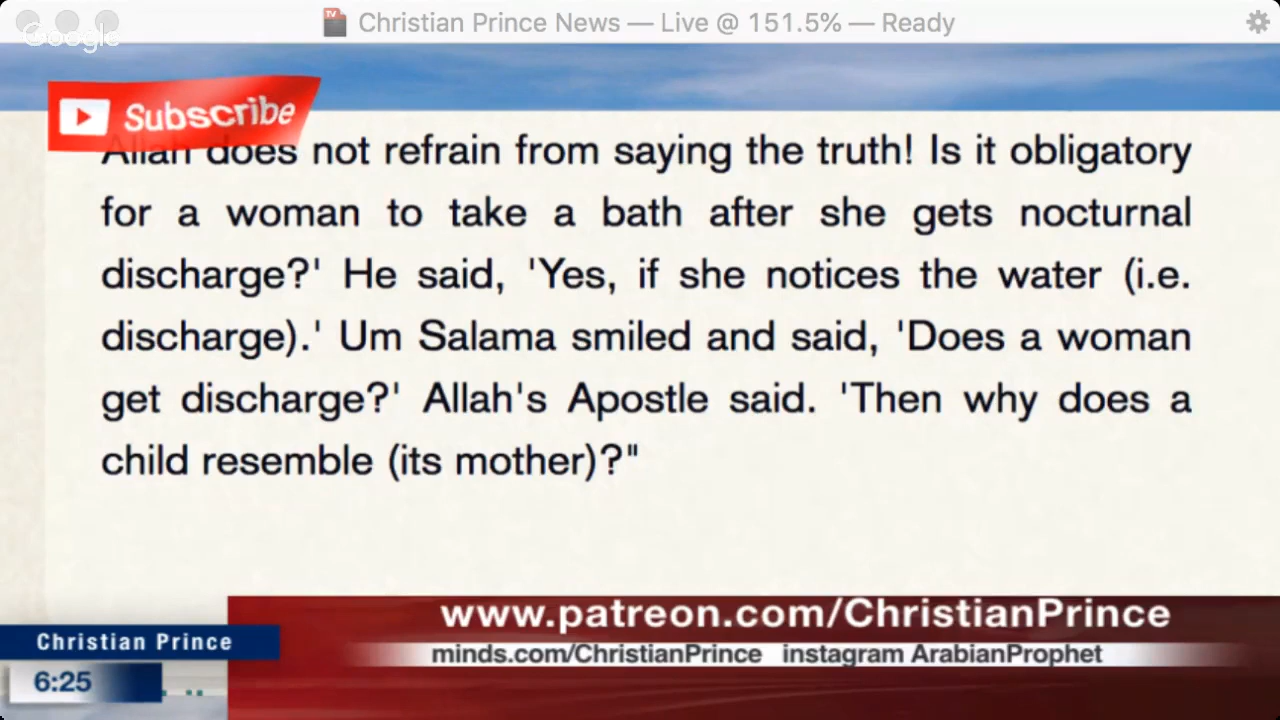 Christian Prince News — Live @ 151.5% — Ready
Google
Subscribe
Allah does not refrain from saying the truth! Is it obligatory
for a woman to take a bath after she gets nocturnal
discharge?' He said, 'Yes, if she notices the water (i.e.
discharge).' Um Salama smiled and said, 'Does a woman
get discharge?' Allah's Apostle said. 'Then why does a
child resemble (its mother)?"
www.patreon.com/ChristianPrince
Christian Prince
minds.com/ChristianPrince instagram ArabianProphet
6:25